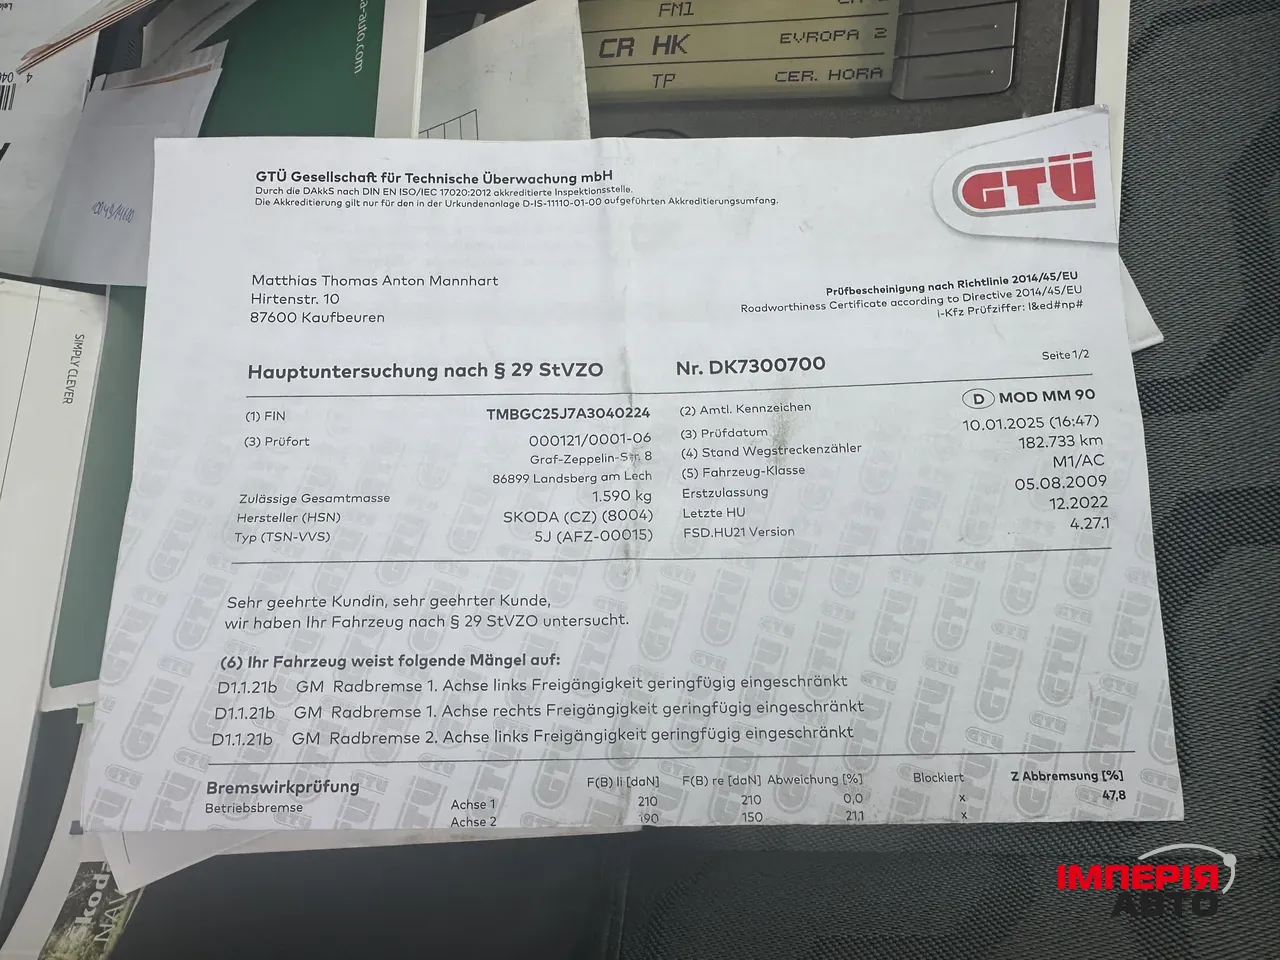 FM1
CR HK
EVROPA 2
TP
CER. HORA
a-auto.com
SIMPLY CLEVER
GTÜ Gesellschaft für Technische Überwachung mbH
Durch die DAkkS nach DIN EN ISO/IEC 17020:2012 akkreditierte Inspektionsstelle.
Die Akkreditierung gilt nur für den in der Urkundenanlage D-IS-11110-01-00 aufgeführten Akkreditierungsumfang.
GTÜ
Matthias Thomas Anton Mannhart
Hirtenstr. 10
87600 Kaufbeuren
Prüfbescheinigung nach Richtlinie 2014/45/EU
Roadworthiness Certificate according to Directive 2014/45/EU
i-Kfz Prüfziffer: l&ed#np#
Hauptuntersuchung nach § 29 StVZO Nr. DK7300700 Seite 1/2
(1) FIN TMBGC25J7A3040224 (2) Amtl. Kennzeichen D MOD MM 90
(3) Prüfort 000121/0001-06 (3) Prüfdatum 10.01.2025 (16:47)
Graf-Zeppelin-Str. 8 (4) Stand Wegstreckenzähler 182.733 km
86899 Landsberg am Lech (5) Fahrzeug-Klasse M1/AC
Zulässige Gesamtmasse 1.590 kg Erstzulassung 05.08.2009
Hersteller (HSN) SKODA (CZ) (8004) Letzte HU 12.2022
Typ (TSN-VVS) 5J (AFZ-00015) FSD.HU21 Version 4.27.1
Sehr geehrte Kundin, sehr geehrter Kunde,
wir haben Ihr Fahrzeug nach § 29 StVZO untersucht.
(6) Ihr Fahrzeug weist folgende Mängel auf:
D1.1.21b GM Radbremse 1. Achse links Freigängigkeit geringfügig eingeschränkt
D1.1.21b GM Radbremse 1. Achse rechts Freigängigkeit geringfügig eingeschränkt
D1.1.21b GM Radbremse 2. Achse links Freigängigkeit geringfügig eingeschränkt
Bremswirkprüfung F(B) li [daN] F(B) re [daN] Abweichung [%] Blockiert Z Abbremsung [%]
Betriebsbremse Achse 1 210 210 0,0 x 47,8
Achse 2 190 150 21,1 x
Skod
NAV
ІМПЕРІЯ
АВТО